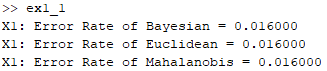 >> ex1_1
X1: Error Rate of Bayesian = 0.016000
X1: Error Rate of Euclidean = 0.016000
X1: Error Rate of Mahalanobis = 0.016000